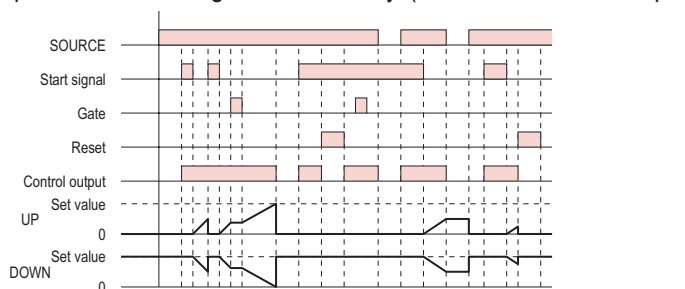 SOURCE
Start signal
Gate
Reset
Control output
Set value
UP
0
Set value
DOWN
0